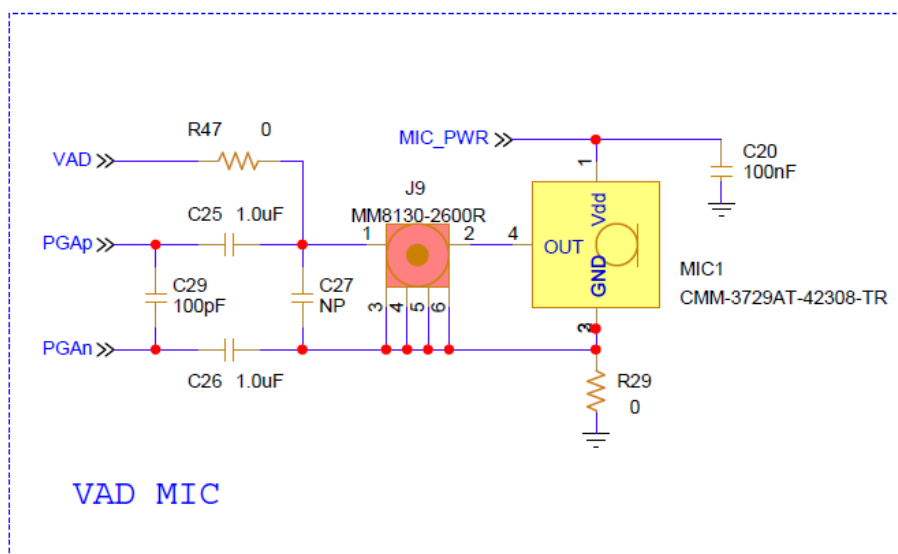 R47 0
MIC_PWR
VAD
C20
100nF
1
J9
C25 1.0uF
MM8130-2600R
Vdd
PGAp
1
2
4
OUT
C29
100pF
C27
NP
GND
MIC1
CMM-3729AT-42308-TR
3
4
5
6
PGAn
C26 1.0uF
R29
0
VAD MIC